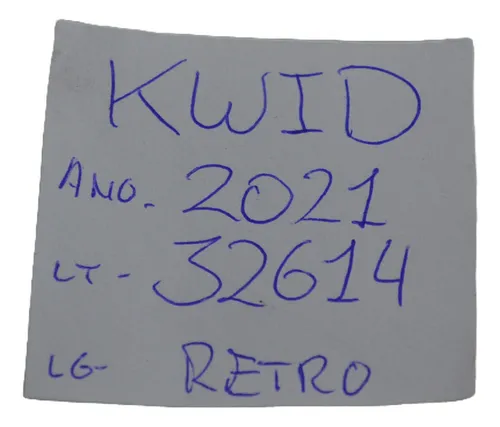 KWID
ANO- 2021
LT- 32614
LG- RETRO